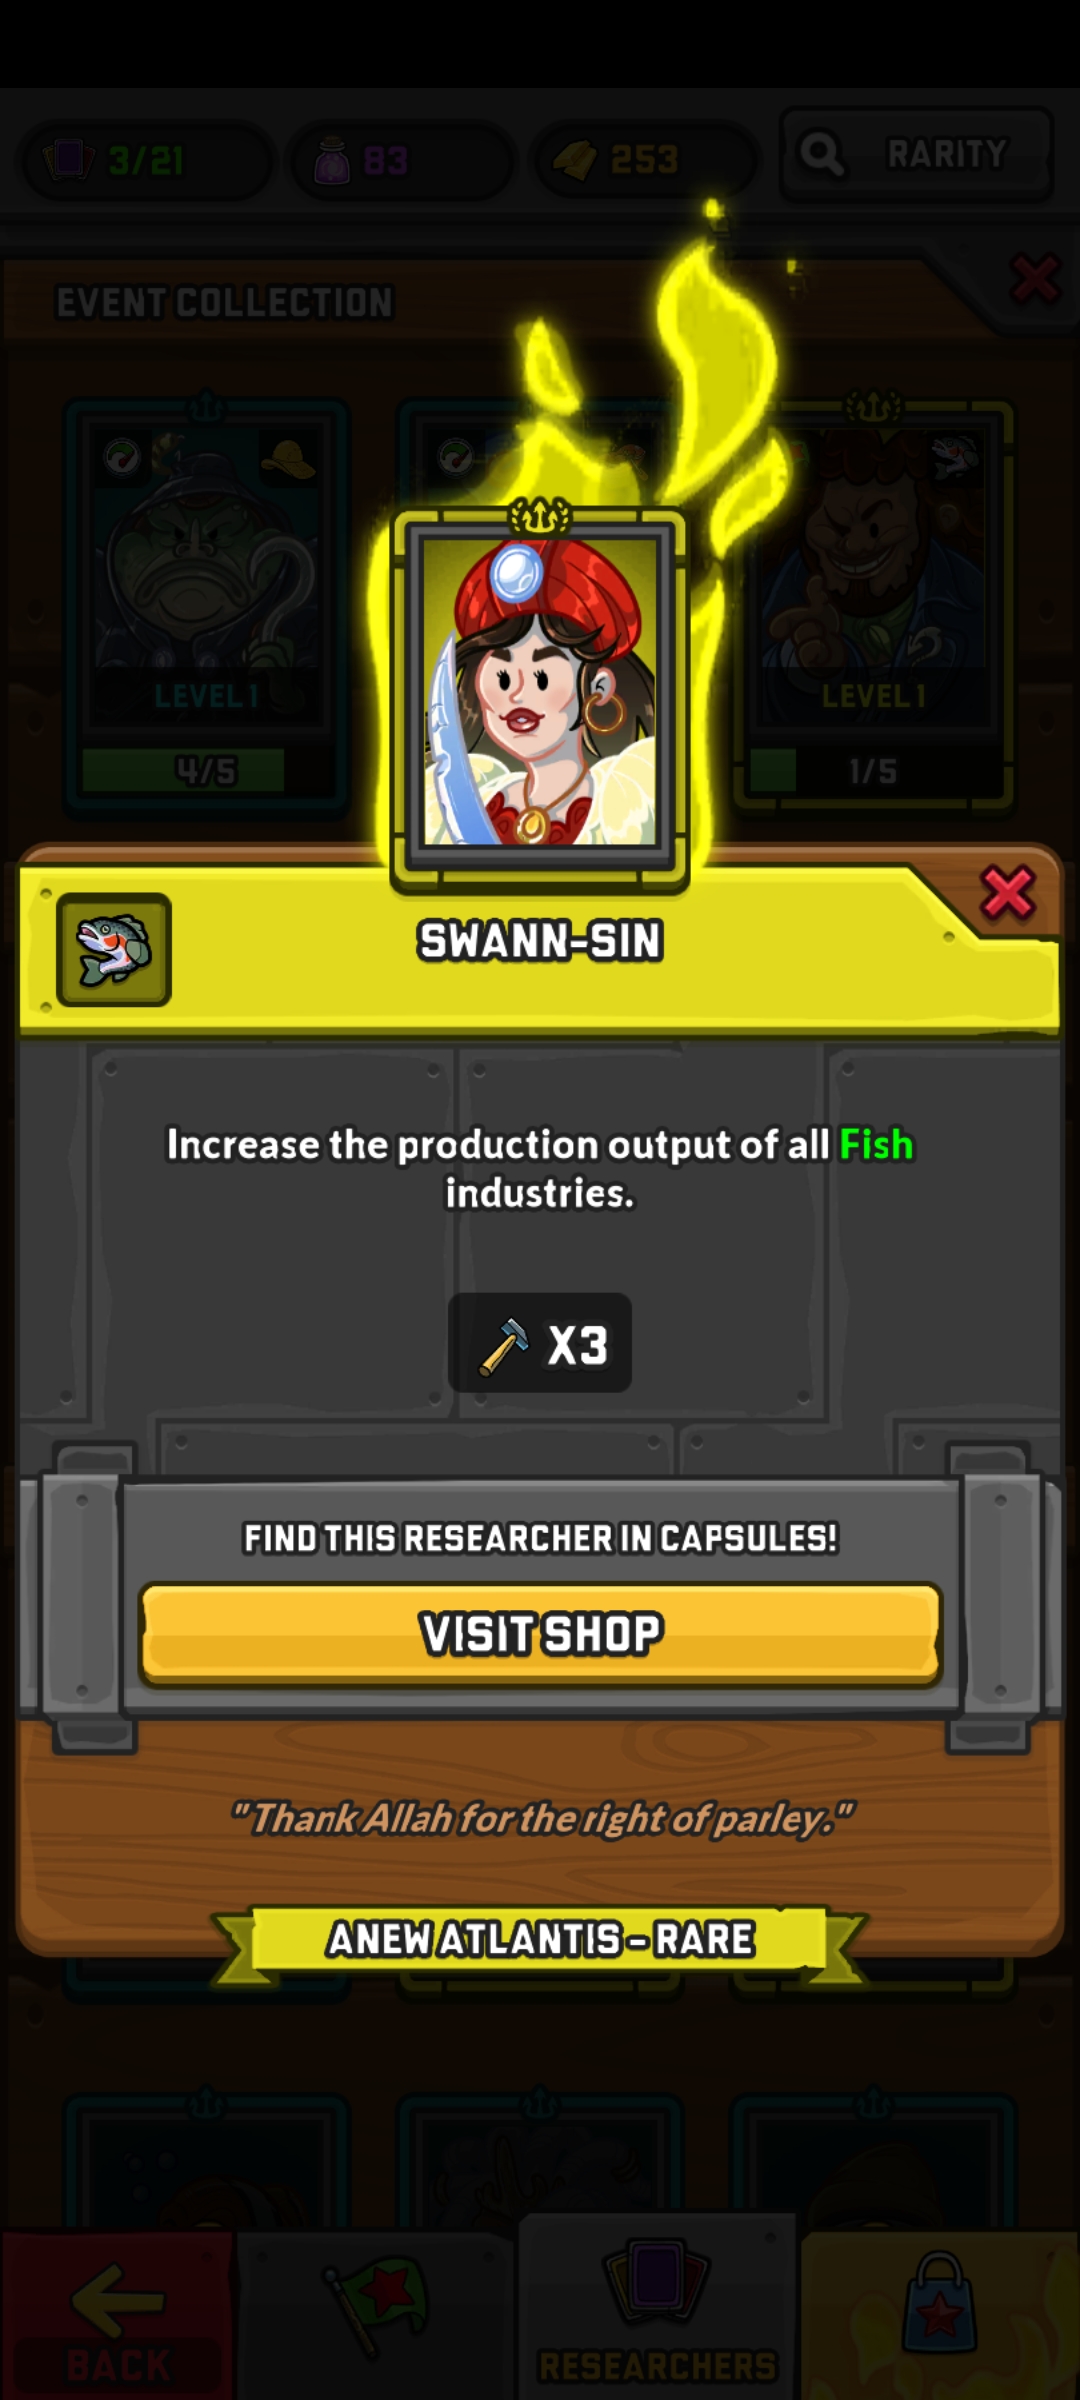 3/21
83
253
RARITY
EVENT COLLECTION
LEVEL 1
LEVEL 1
4/5
1/5
SWANN-SIN
Increase the production output of all Fish
industries.
X3
FIND THIS RESEARCHER IN CAPSULES!
VISIT SHOP
"Thank Allah for the right of parley."
ANEW ATLANTIS - RARE
BACK
RESEARCHERS